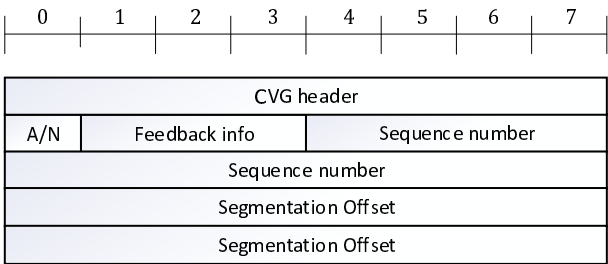 0 1 2 3 4 5 6 7
CVG header
A/N Feedback info Sequence number
Sequence number
Segmentation Offset
Segmentation Offset